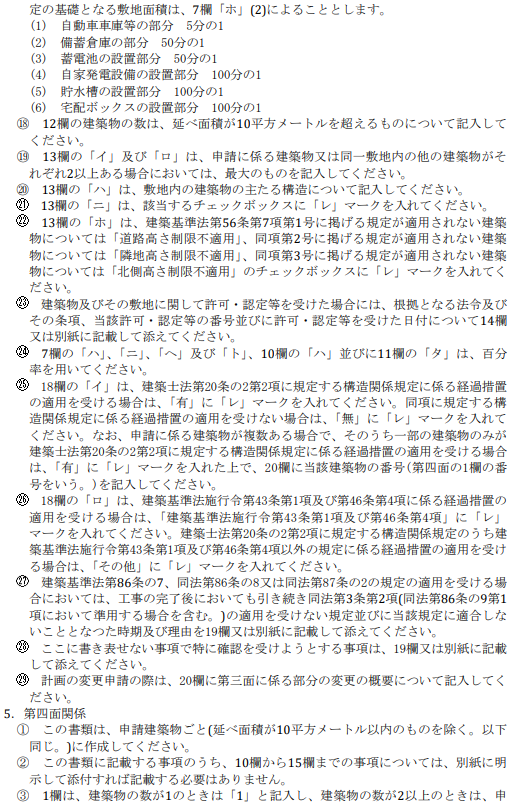 定の基礎となる敷地面積は、7欄「ホ」(2)によることとします。
(1) 自動車車庫等の部分 5分の1
(2) 備蓄倉庫の部分 50分の1
(3) 蓄電池の設置部分 50分の1
(4) 自家発電設備の設置部分 100分の1
(5) 貯水槽の設置部分 100分の1
(6) 宅配ボックスの設置部分 100分の1
⑱ 12欄の建築物の数は、延べ面積が10平方メートルを超えるものについて記入して
ください。
⑲ 13欄の「イ」及び「ロ」は、申請に係る建築物又は同一敷地内の他の建築物がそ
れぞれ2以上ある場合においては、最大のものを記入してください。
⑳ 13欄の「ハ」は、敷地内の建築物の主たる構造について記入してください。
㉑ 13欄の「ニ」は、該当するチェックボックスに「レ」マークを入れてください。
㉒ 13欄の「ホ」は、建築基準法第56条第7項第1号に掲げる規定が適用されない建築
物については「道路高さ制限不適用」、同項第2号に掲げる規定が適用されない建築
物については「隣地高さ制限不適用」、同項第3号に掲げる規定が適用されない建築
物については「北側高さ制限不適用」のチェックボックスに「レ」マークを入れてくだ
さい。
㉓ 建築物及びその敷地に関して許可・認定等を受けた場合には、根拠となる法令及び
その条項、当該許可・認定等の番号並びに許可・認定等を受けた日付について14欄
又は別紙に記載して添えてください。
㉔ 7欄の「ハ」、「ニ」、「ヘ」及び「ト」、10欄の「ハ」並びに11欄の「タ」は、百分
率を用いてください。
㉕ 18欄の「イ」は、建築士法第20条の2第2項に規定する構造関係規定に係る経過措置
の適用を受ける場合は、「有」に「レ」マークを入れてください。同項に規定する構
造関係規定に係る経過措置の適用を受けない場合は、「無」に「レ」マークを入れて
ください。なお、申請に係る建築物が複数ある場合で、そのうち一部の建築物のみが
建築士法第20条の2第2項に規定する構造関係規定に係る経過措置の適用を受ける場合
は、「有」に「レ」マークを入れた上で、20欄に当該建築物の番号(第四面の1欄の番
号をいう。)を記入してください。
㉖ 18欄の「ロ」は、建築基準法施行令第43条第1項及び第46条第4項に係る経過措置の
適用を受ける場合は、「建築基準法施行令第43条第1項及び第46条第4項」に「レ」
マークを入れてください。建築士法第20条の2第2項に規定する構造関係規定のうち建
築基準法施行令第43条第1項及び第46条第4項以外の規定に係る経過措置の適用を受け
る場合は、「その他」に「レ」マークを入れてください。
㉗ 建築基準法第86条の7、同法第86条の8又は同法第87条の2の規定の適用を受ける場
合においては、工事の完了後においても引き続き同法第3条第2項(同法第86条の9第1
項において準用する場合を含む。)の適用を受けない規定並びに当該規定に適合しな
いこととなつた時期及び理由を19欄又は別紙に記載して添えてください。
㉘ ここに書き表せない事項で特に確認を受けようとする事項は、19欄又は別紙に記載
して添えてください。
㉙ 計画の変更申請の際は、20欄に第三面に係る部分の変更の概要について記入してく
ださい。
5. 第四面関係
① この書類は、申請建築物ごと(延べ面積が10平方メートル以内のものを除く。以下
同じ。)に作成してください。
② この書類に記載する事項のうち、10欄から15欄までの事項については、別紙に明
示して添付すれば記載する必要はありません。
③ 1欄は、建築物の数が1のときは「1」と記入し、建築物の数が2以上のときは、申